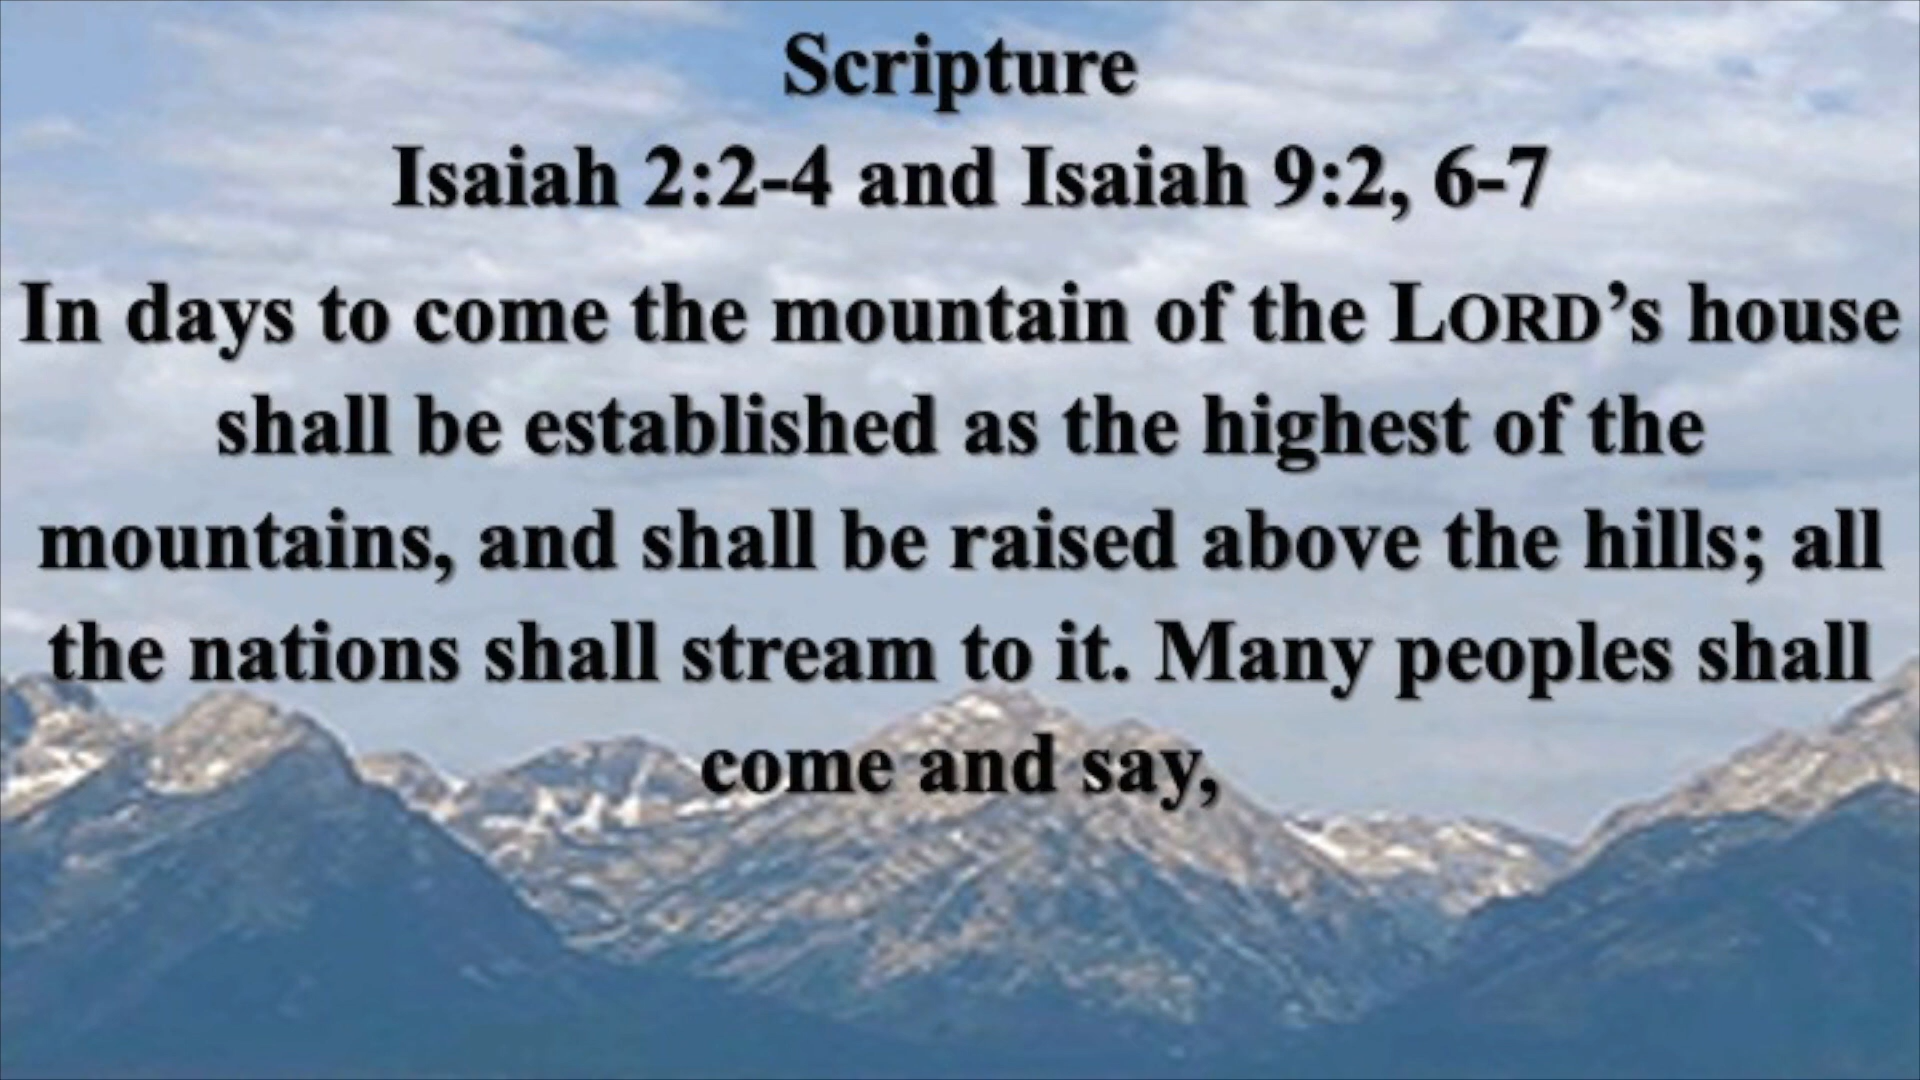 Scripture
Isaiah 2:2-4 and Isaiah 9:2, 6-7
In days to come the mountain of the LORD’s house
shall be established as the highest of the
mountains, and shall be raised above the hills; all
the nations shall stream to it. Many peoples shall
come and say,